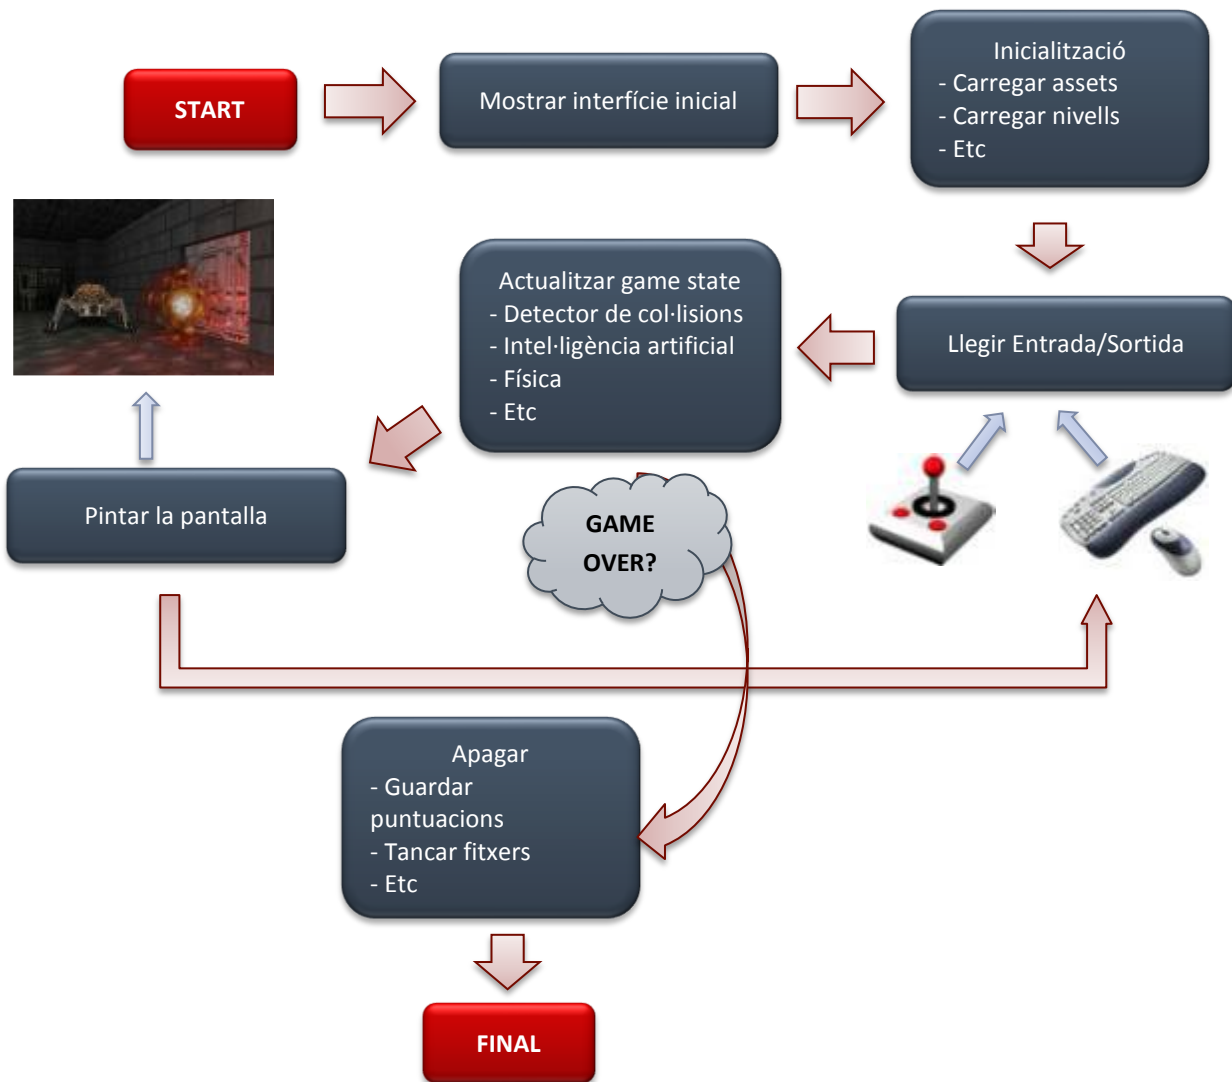 START
Mostrar interfície inicial
Inicialització
- Carregar assets
- Carregar nivells
- Etc
Actualitzar game state
- Detector de col·lisions
- Intel·ligència artificial
- Física
- Etc
Llegir Entrada/Sortida
Pintar la pantalla
GAME
OVER?
Apagar
- Guardar
puntuacions
- Tancar fitxers
- Etc
FINAL